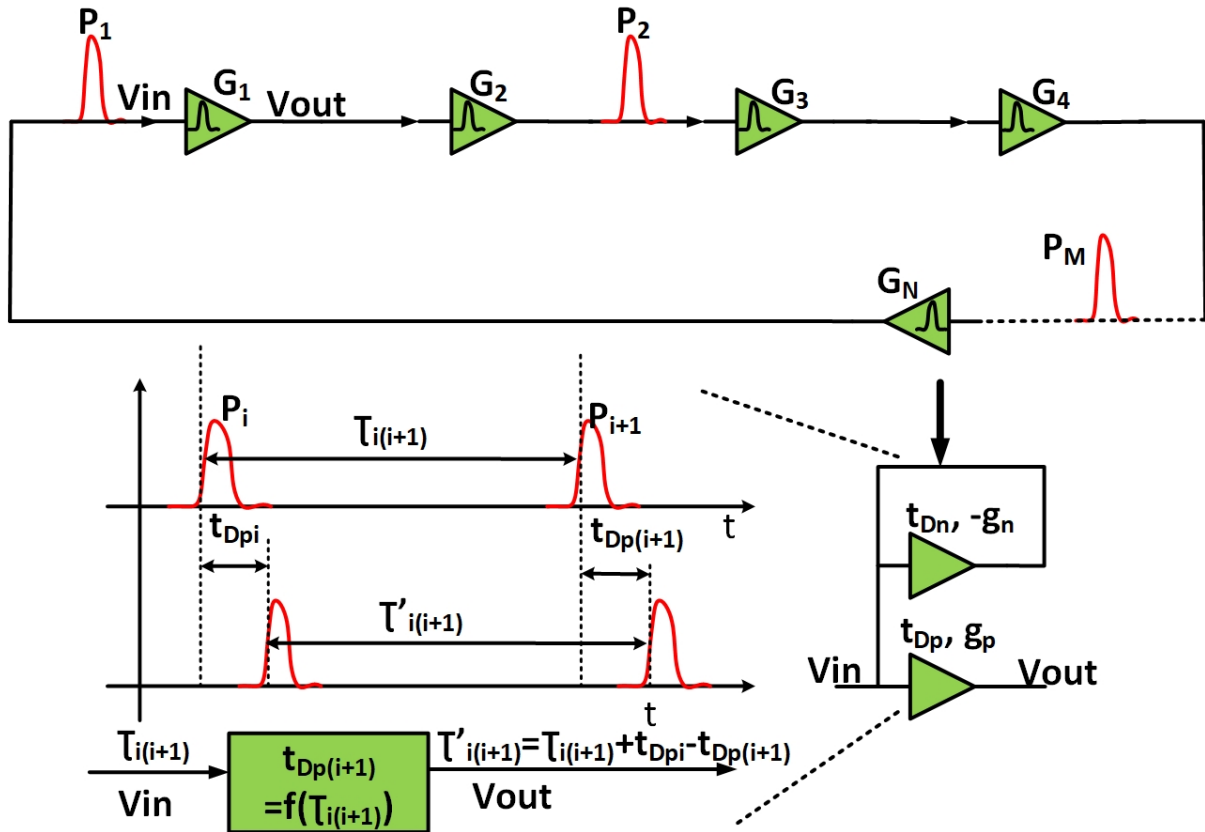 P1 P2
Vin G1 Vout G2 G3 G4
PM
GN
Pi Pi+1
τi(i+1)
t
tDpi tDp(i+1)
tDn, -gn
τ'i(i+1)
tDp, gp
Vin Vout
t
τi(i+1) τ'i(i+1)=τi(i+1)+tDpi-tDp(i+1)
tDp(i+1)
Vin Vout
=f(τi(i+1))